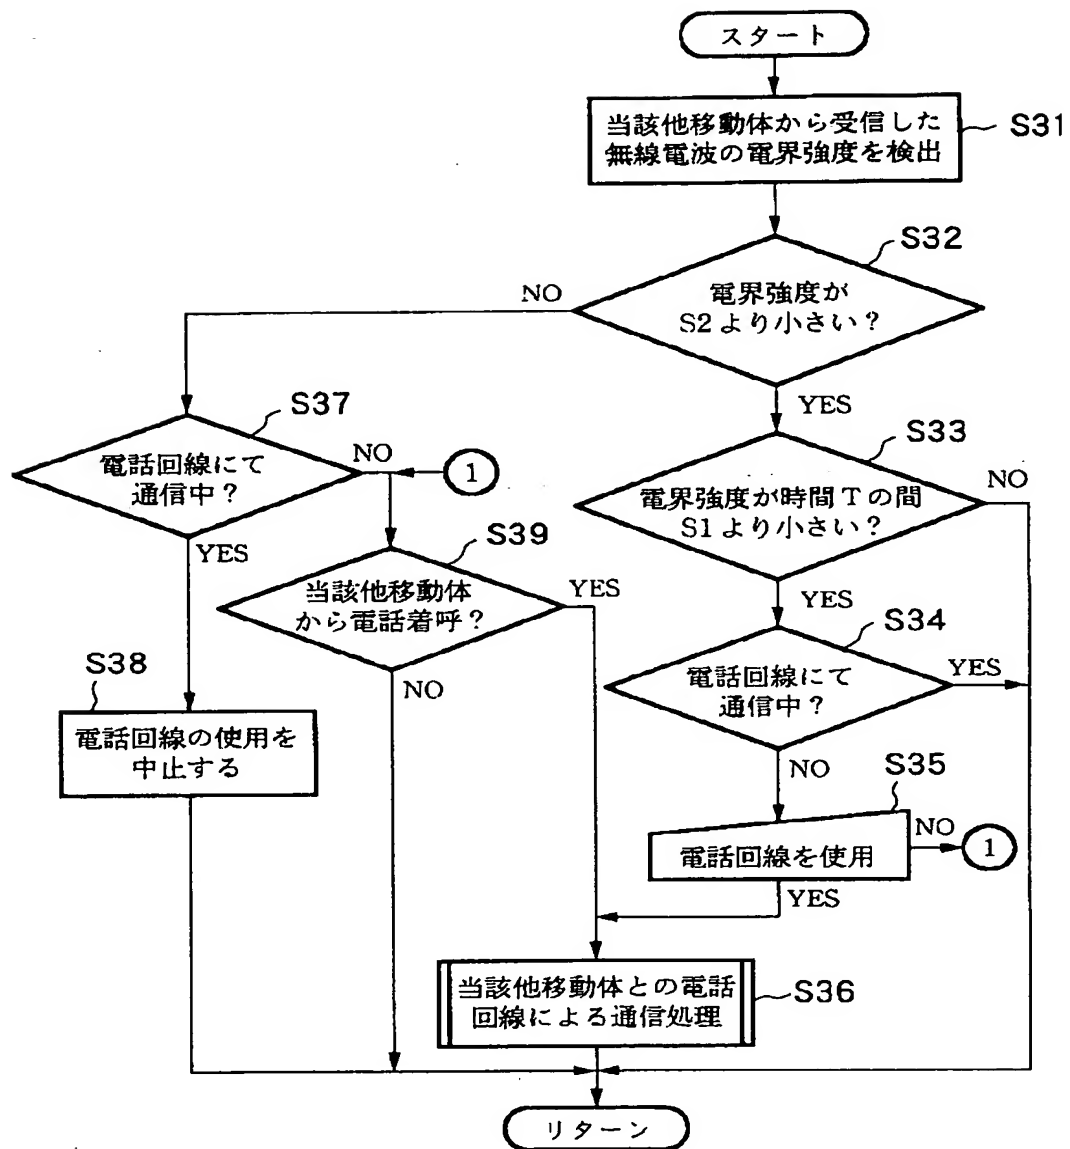 スタート
当該他移動体から受信した
無線電波の電界強度を検出
S31
S32
電界強度が
S2より小さい？
NO
YES
S37
電話回線にて
通信中？
NO
1
YES
S33
電界強度が時間Tの間
S1より小さい？
NO
YES
S39
当該他移動体
から電話着呼？
YES
NO
S34
電話回線にて
通信中？
YES
NO
S38
電話回線の使用を
中止する
S35
電話回線を使用
NO
1
YES
当該他移動体との電話
回線による通信処理
S36
リターン